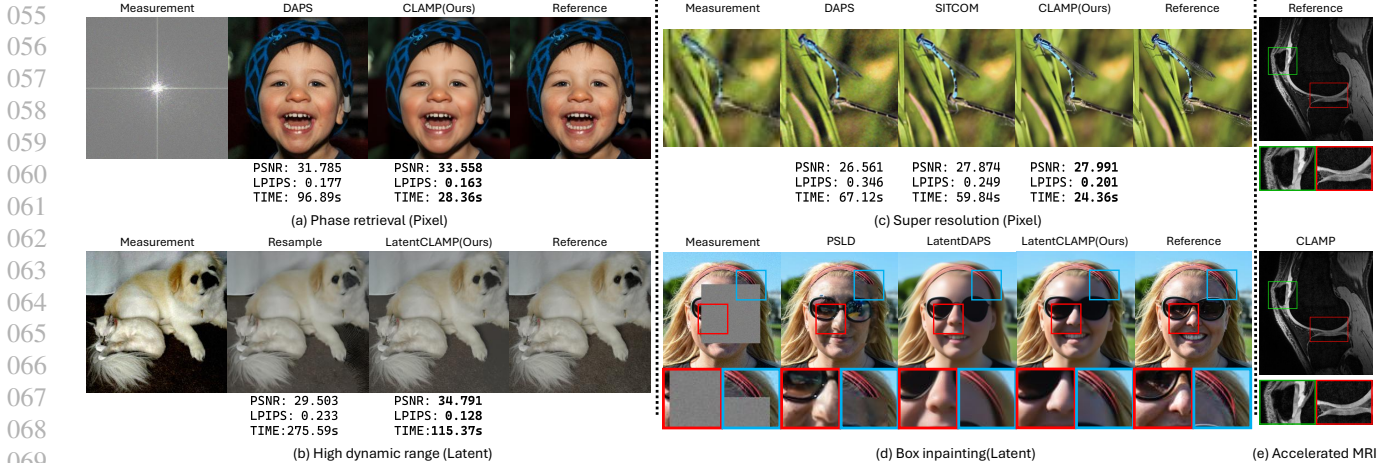 055
056
057
058
059
060
061
062
063
064
065
066
067
068
Measurement DAPS CLAMP(Ours) Reference
PSNR: 31.785 PSNR: 33.558
LPIPS: 0.177 LPIPS: 0.163
TIME: 96.89s TIME: 28.36s
(a) Phase retrieval (Pixel)
Measurement Resample LatentCLAMP(Ours) Reference
PSNR: 29.503 PSNR: 34.791
LPIPS: 0.233 LPIPS: 0.128
TIME:275.59s TIME:115.37s
(b) High dynamic range (Latent)
Measurement DAPS SITCOM CLAMP(Ours) Reference
PSNR: 26.561 PSNR: 27.874 PSNR: 27.991
LPIPS: 0.346 LPIPS: 0.249 LPIPS: 0.201
TIME: 67.12s TIME: 59.84s TIME: 24.36s
(c) Super resolution (Pixel)
Measurement PSLD LatentDAPS LatentCLAMP(Ours) Reference
(d) Box inpainting(Latent)
Reference
CLAMP
(e) Accelerated MRI